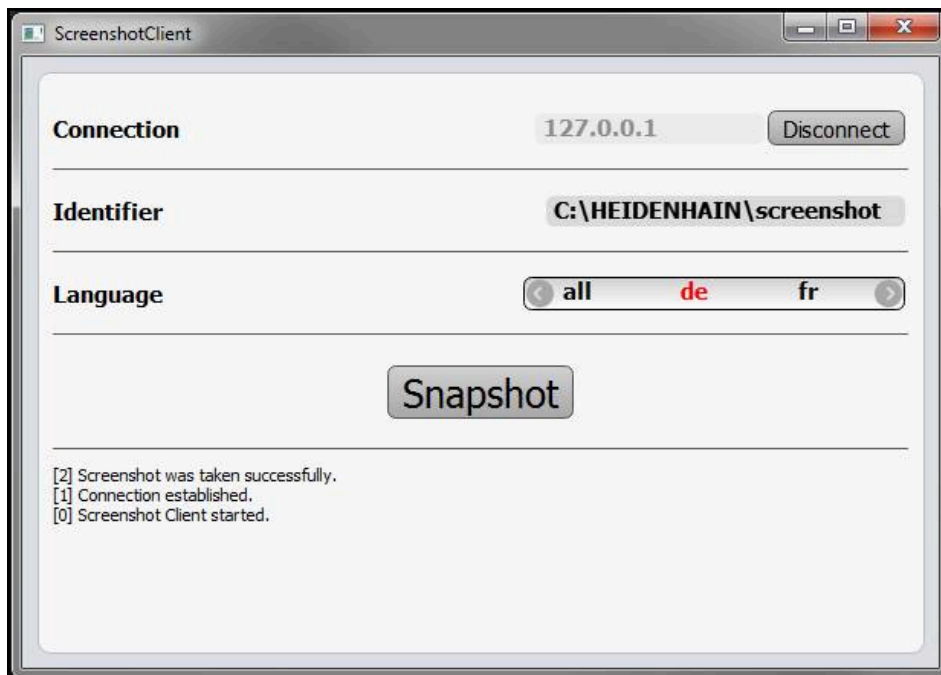 ScreenshotClient
Connection 127.0.0.1 Disconnect
Identifier C:\HEIDENHAIN\screenshot
Language all de fr
Snapshot
[2] Screenshot was taken successfully.
[1] Connection established.
[0] Screenshot Client started.